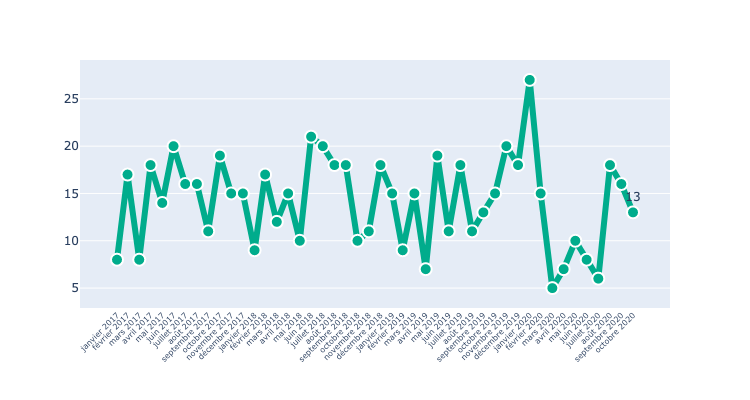 25
20
15
10
5
13
janvier 2017
février 2017
mars 2017
avril 2017
mai 2017
juin 2017
juillet 2017
août 2017
septembre 2017
octobre 2017
novembre 2017
décembre 2017
janvier 2018
février 2018
mars 2018
avril 2018
mai 2018
juin 2018
juillet 2018
août 2018
septembre 2018
octobre 2018
novembre 2018
décembre 2018
janvier 2019
février 2019
mars 2019
avril 2019
mai 2019
juin 2019
juillet 2019
août 2019
septembre 2019
octobre 2019
novembre 2019
décembre 2019
janvier 2020
février 2020
mars 2020
avril 2020
mai 2020
juin 2020
juillet 2020
août 2020
septembre 2020
octobre 2020